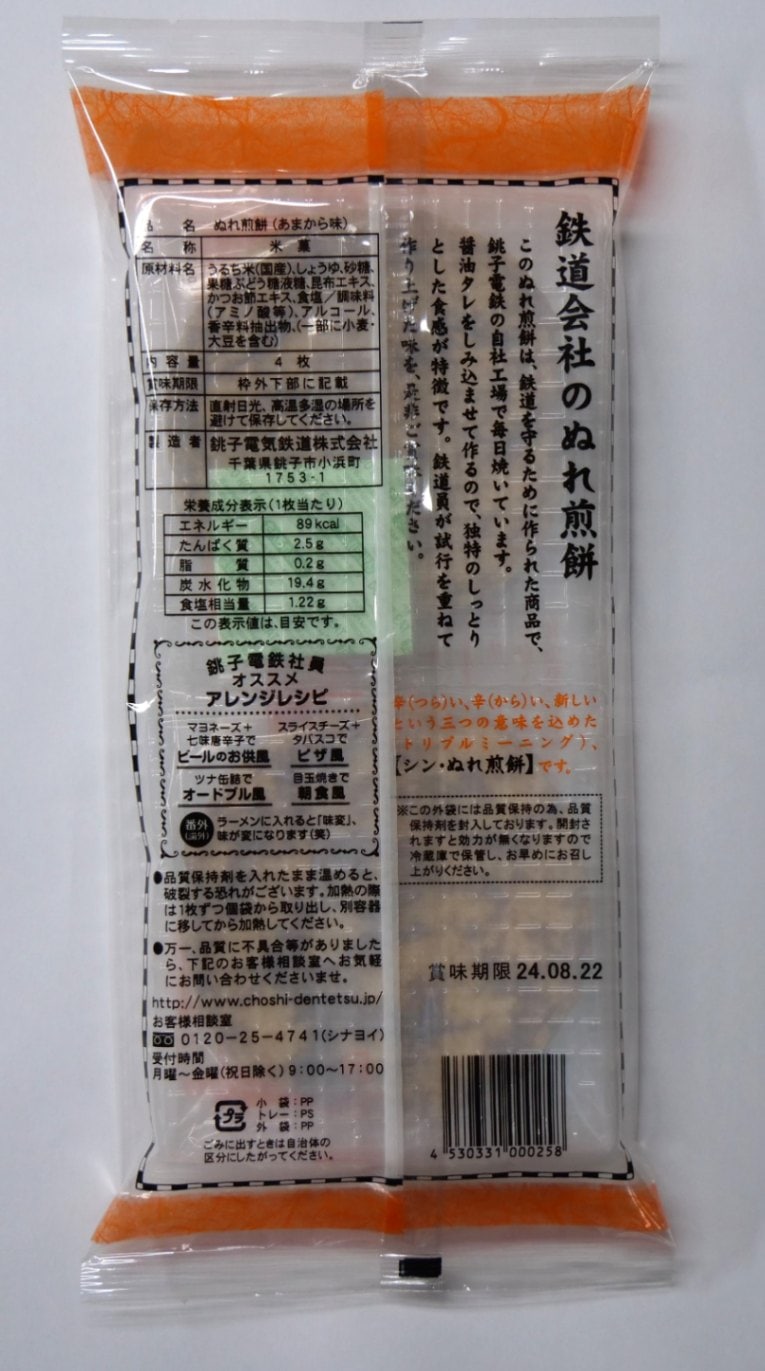 鉄道会社のぬれ煎餅
このぬれ煎餅は、鉄道を守るために作られた商品で、
銚子電鉄の自社工場で毎日焼いています。
醤油タレをしみ込ませて作るので、独特のしっとり
とした食感が特徴です。鉄道員が試行を重ねて
作り上げた味を、是非ご
ださい。
名 ぬれ煎餅(あまから味)
名称 米菓
原材料名 うるち米(国産)、しょうゆ、砂糖、
果糖ぶどう糖液糖、昆布エキス、
かつお節エキス、食塩/調味料
(アミノ酸等)、アルコール、
香辛料抽出物、(一部に小麦・
大豆を含む)
内容量 4枚
賞味期限 枠外下部に記載
保存方法 直射日光、高温多湿の場所を
避けて保存してください。
製造者 銚子電気鉄道株式会社
千葉県銚子市小浜町
1753-1
栄養成分表示(1枚当たり)
エネルギー 89kcal
たんぱく質 2.5g
脂質 0.2g
炭水化物 19.4g
食塩相当量 1.22g
この表示値は、目安です。
銚子電鉄社員
オススメ
アレンジレシピ
マヨネーズ+
七味唐辛子で
ビールのお供風
スライスチーズ+
タバスコで
ピザ風
ツナ缶詰で
オードブル風
目玉焼きで
朝食風
番外
ラーメンに入れると「味変」、
味が変になります(笑)
●品質保持剤を入れたまま温めると、
破裂する恐れがございます。加熱の際
は1枚ずつ個袋から取り出し、別容器
に移してから加熱してください。
●万一、品質に不具合等がありました
ら、下記のお客様相談室へお気軽
にお問い合わせくださいませ。
http://www.choshi-dentetsu.jp/
お客様相談室
0120-25-4741(シナヨイ)
受付時間
月曜~金曜(祝日除く)9:00~17:00
プラ
小袋:PP
トレー:PS
外袋:PP
ごみに出すときは自治体の
区分にしたがってください。
辛(つら)い、辛(から)い、新しい
という三つの意味を込めた
(トリプルミーニング)、
【シン・ぬれ煎餅】です。
※この外袋には品質保持の為、品質
保持剤を封入しております。開封さ
れますと効力が無くなりますので
冷蔵庫で保管し、お早めにお召し
上がりください。
賞味期限 24.08.22
4 530331 000258